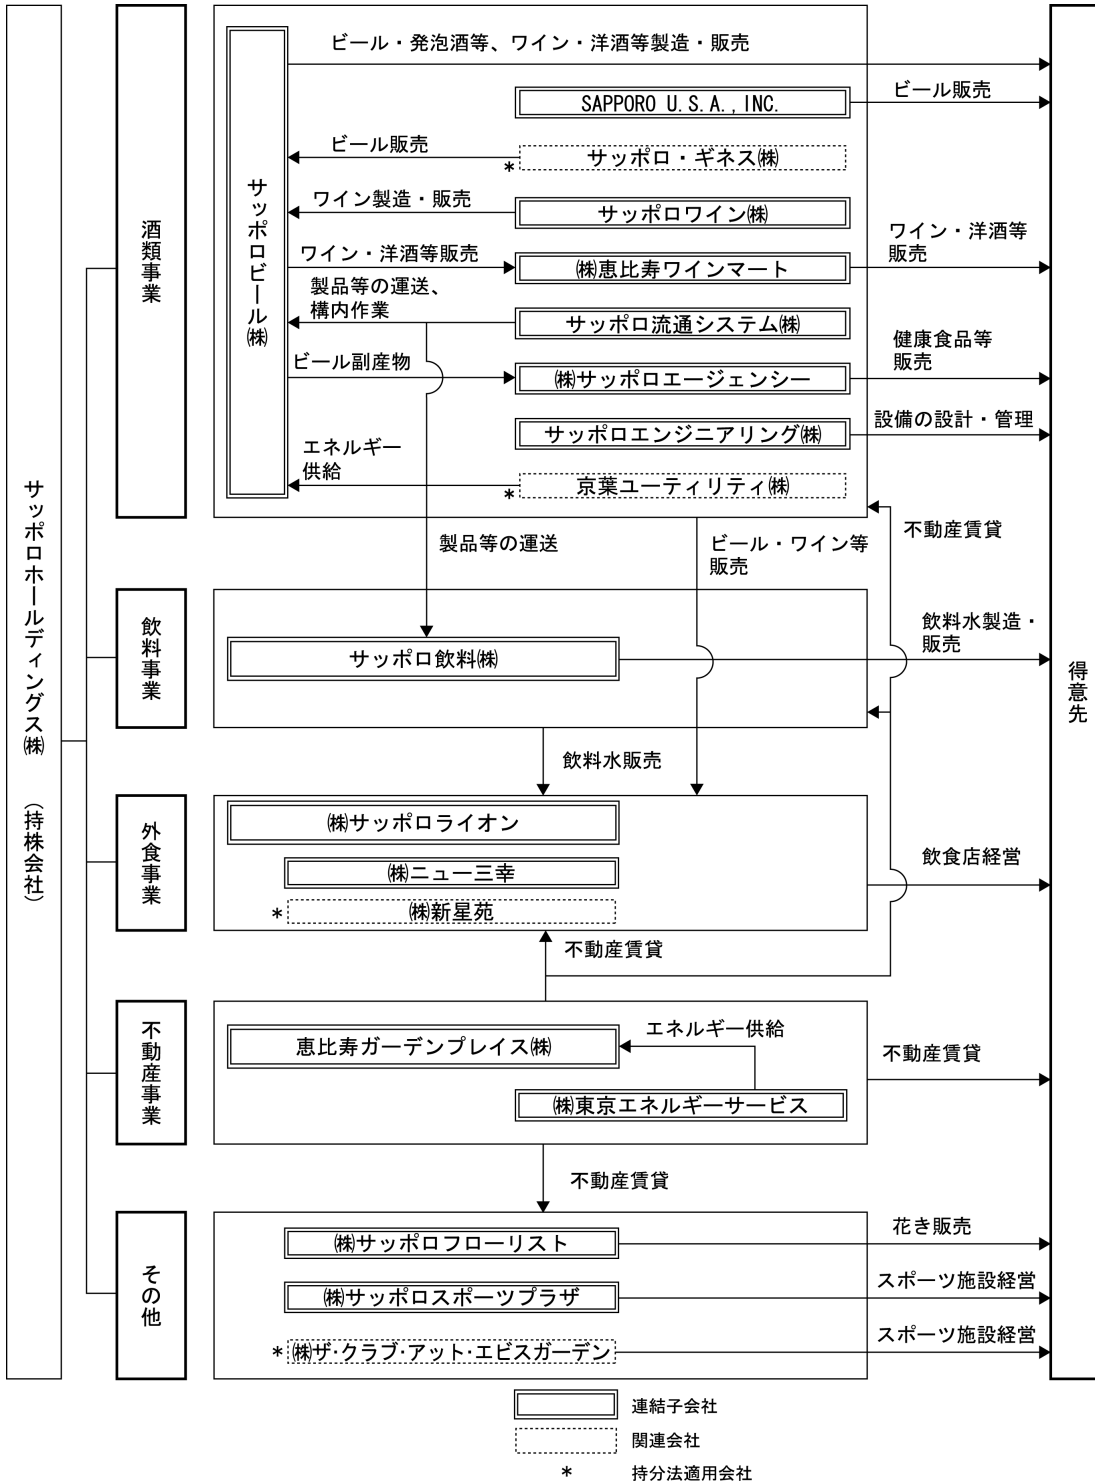 サッポロホールディングス㈱ (持株会社)
酒類事業
サッポロビール㈱
ビール・発泡酒等、ワイン・洋酒等製造・販売
SAPPORO U.S.A.,INC.
ビール販売
ビール販売
* サッポロ・ギネス㈱
ワイン製造・販売
サッポロワイン㈱
ワイン・洋酒等販売
㈱恵比寿ワインマート
ワイン・洋酒等
販売
製品等の運送、
構内作業
サッポロ流通システム㈱
ビール副産物
㈱サッポロエージェンシー
健康食品等
販売
サッポロエンジニアリング㈱
設備の設計・管理
エネルギー
供給
* 京葉ユーティリティ㈱
製品等の運送
ビール・ワイン等
販売
不動産賃貸
飲料事業
サッポロ飲料㈱
飲料水製造・
販売
得意先
飲料水販売
外食事業
㈱サッポロライオン
㈱ニュー三幸
* ㈱新星苑
飲食店経営
不動産賃貸
不動産事業
恵比寿ガーデンプレイス㈱
エネルギー供給
㈱東京エネルギーサービス
不動産賃貸
不動産賃貸
その他
㈱サッポロフローリスト
花き販売
㈱サッポロスポーツプラザ
スポーツ施設経営
* ㈱ザ・クラブ・アット・エビスガーデン
スポーツ施設経営
連結子会社
関連会社
* 持分法適用会社